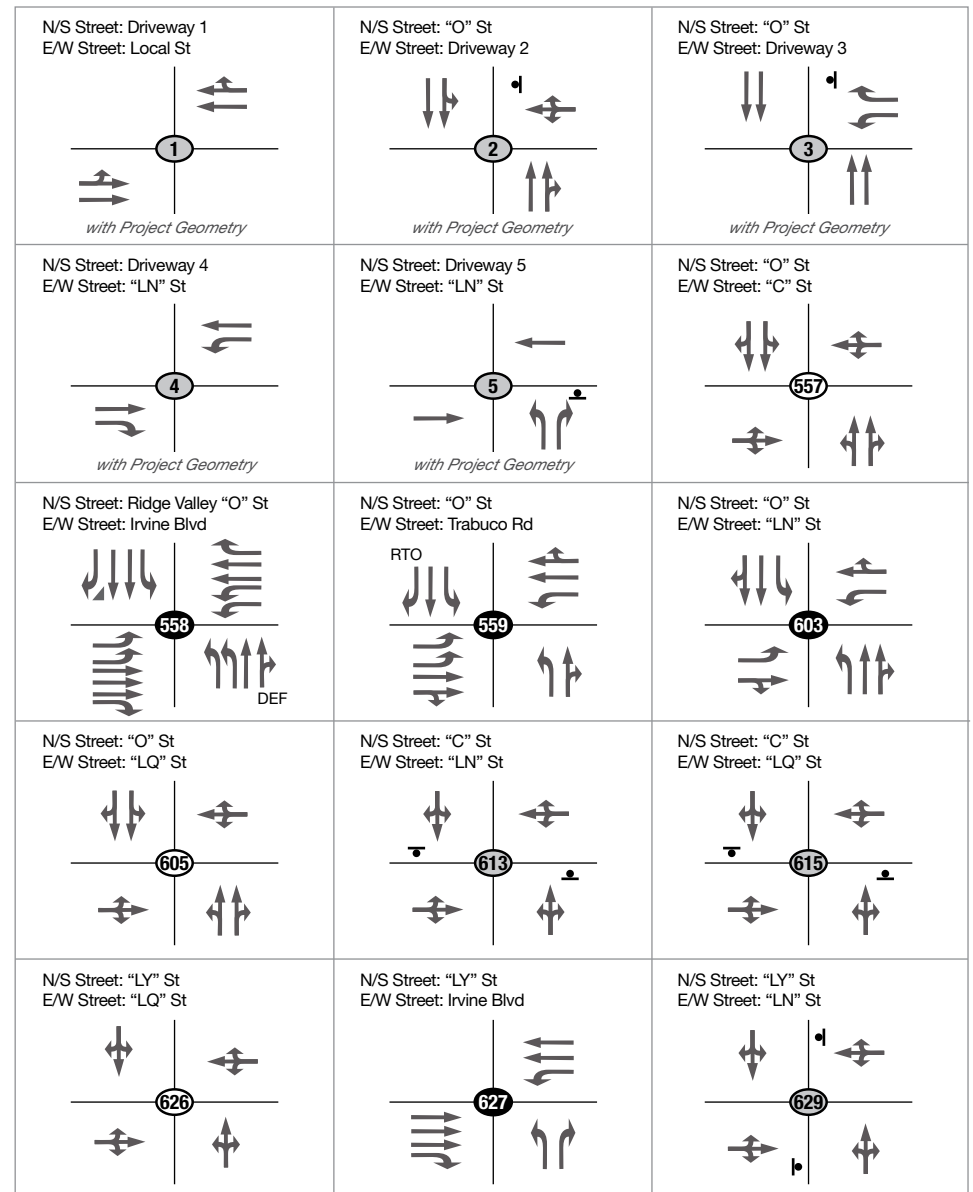 N/S Street: Driveway 1
E/W Street: Local St
1
with Project Geometry
N/S Street: “O” St
E/W Street: Driveway 2
2
with Project Geometry
N/S Street: “O” St
E/W Street: Driveway 3
3
with Project Geometry
N/S Street: Driveway 4
E/W Street: “LN” St
4
with Project Geometry
N/S Street: Driveway 5
E/W Street: “LN” St
5
with Project Geometry
N/S Street: “O” St
E/W Street: “C” St
557
N/S Street: Ridge Valley “O” St
E/W Street: Irvine Blvd
558
DEF
N/S Street: “O” St
E/W Street: Trabuco Rd
RTO
559
N/S Street: “O” St
E/W Street: “LN” St
603
N/S Street: “O” St
E/W Street: “LQ” St
605
N/S Street: “C” St
E/W Street: “LN” St
613
N/S Street: “C” St
E/W Street: “LQ” St
615
N/S Street: “LY” St
E/W Street: “LQ” St
626
N/S Street: “LY” St
E/W Street: Irvine Blvd
627
N/S Street: “LY” St
E/W Street: “LN” St
629